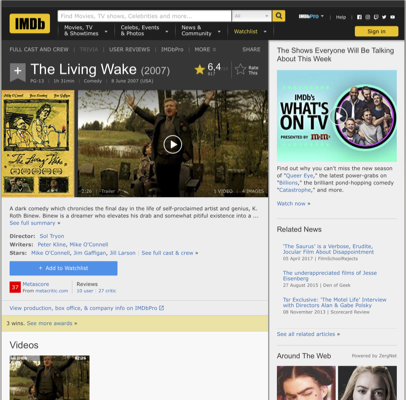 IMDb
Find Movies, TV shows, Celebrities and more...
All
IMDbPro
Help
Movies, TV
& Showtimes
Celebs, Events
& Photos
News &
Community
Watchlist
Sign in
FULL CAST AND CREW | TRIVIA | USER REVIEWS | IMDbPro | MORE
SHARE
The Living Wake (2007)
PG-13 | 1h 31min | Comedy | 8 June 2007 (USA)
6,4
Rate
This
The Living Wake
2:26 | Trailer
1 VIDEO | 4 IMAGES
A dark comedy which chronicles the final day in the life of self-proclaimed artist and genius, K.
Roth Binew. Binew is a dreamer who elevates his drab and somewhat pitiful existence into a ...
See full summary »
Director: Sol Tryon
Writers: Peter Kline, Mike O'Connell
Stars: Mike O'Connell, Jim Gaffigan, Jill Larson | See full cast & crew »
+ Add to Watchlist
37
Metascore
From metacritic.com
Reviews
10 user | 27 critic
View production, box office, & company info on IMDbPro
3 wins. See more awards »
Videos
The Shows Everyone Will Be Talking
About This Week
IMDb's
WHAT'S
ON TV
PRESENTED BY
Find out why you can't miss the new season
of "Queer Eye," the latest power-grabs on
"Billions," the brilliant pond-hopping comedy
"Catastrophe," and more.
Watch now »
Related News
'The Saurus' is a Verbose, Erudite,
Jocular Film About Disappointment
05 April 2017 | FilmSchoolRejects
The underappreciated films of Jesse
Eisenberg
27 August 2015 | Den of Geek
Tsr Exclusive: 'The Motel Life' Interview
with Directors Alan & Gabe Polsky
08 November 2013 | Scorecard Review
See all related articles »
Around The Web
Powered by ZergNet